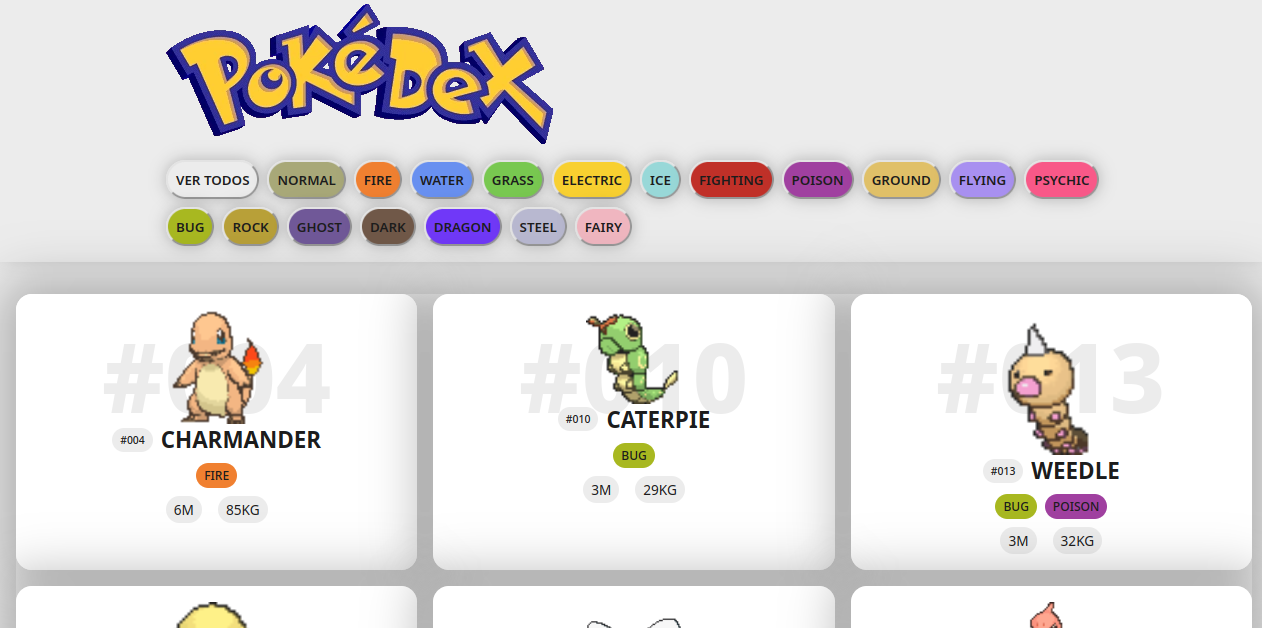 PokéDex
VER TODOS NORMAL FIRE WATER GRASS ELECTRIC ICE FIGHTING POISON GROUND FLYING PSYCHIC
BUG ROCK GHOST DARK DRAGON STEEL FAIRY
#004
#004 CHARMANDER
FIRE
6M 85KG
#010
#010 CATERPIE
BUG
3M 29KG
#013
#013 WEEDLE
BUG POISON
3M 32KG